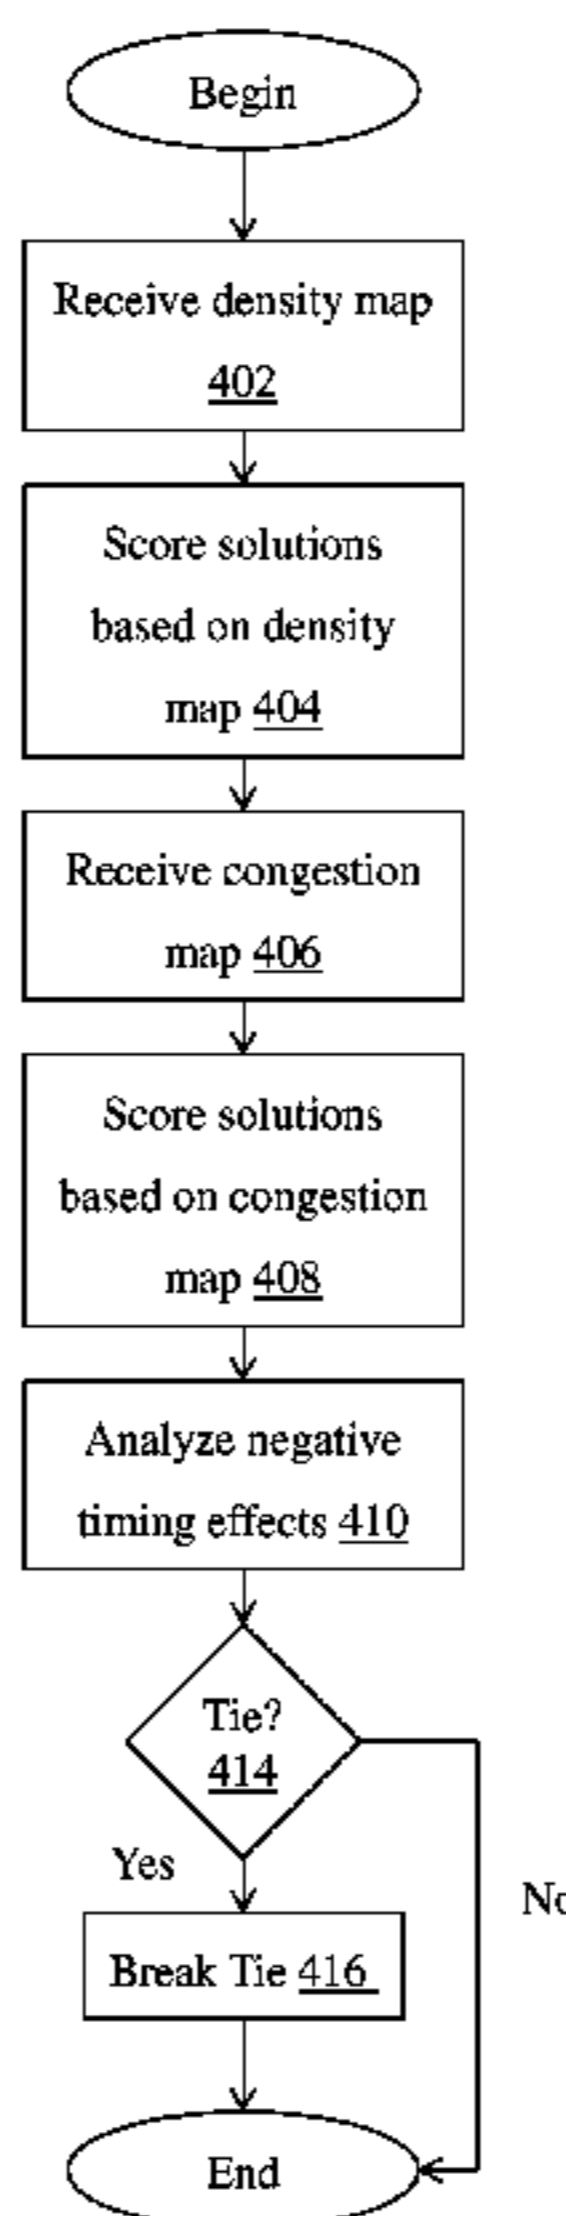 Begin
Receive density map
402
Score solutions
based on density
map 404
Receive congestion
map 406
Score solutions
based on congestion
map 408
Analyze negative
timing effects 410
Tie?
414
Yes
No
Break Tie 416
End